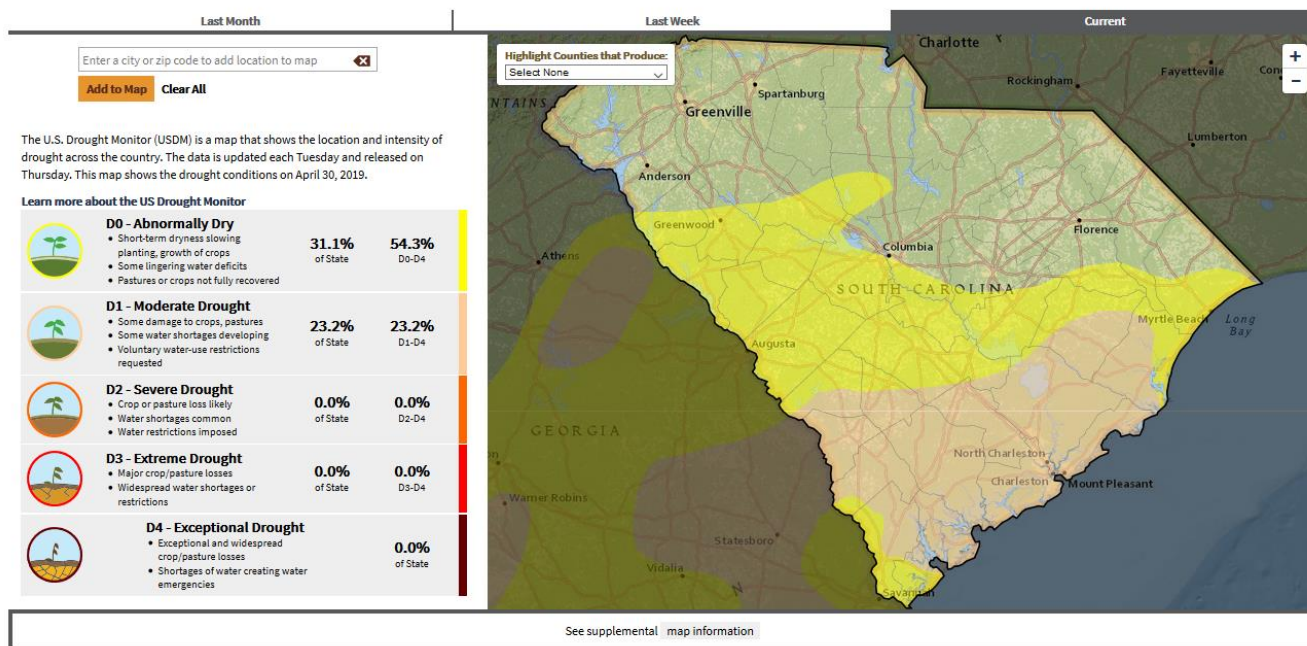 Last Month
Last Week
Current
Enter a city or zip code to add location to map
Add to Map
Clear All
The U.S. Drought Monitor (USDM) is a map that shows the location and intensity of
drought across the country. The data is updated each Tuesday and released on
Thursday. This map shows the drought conditions on April 30, 2019.
Learn more about the US Drought Monitor
D0 - Abnormally Dry
• Short-term dryness slowing
planting, growth of crops
• Some lingering water deficits
• Pastures or crops not fully recovered
31.1%
of State
54.3%
D0-D4
D1 - Moderate Drought
• Some damage to crops, pastures
• Some water shortages developing
• Voluntary water-use restrictions
requested
23.2%
of State
23.2%
D1-D4
D2 - Severe Drought
• Crop or pasture loss likely
• Water shortages common
• Water restrictions imposed
0.0%
of State
0.0%
D2-D4
D3 - Extreme Drought
• Major crop/pasture losses
• Widespread water shortages or
restrictions
0.0%
of State
0.0%
D3-D4
D4 - Exceptional Drought
• Exceptional and widespread
crop/pasture losses
• Shortages of water creating water
emergencies
0.0%
of State
Highlight Counties that Produce:
Select None
+
−
Charlotte
Rockingham
Fayetteville
Spartanburg
Greenville
Lumberton
Anderson
Greenwood
Florence
Columbia
Athens
SOUTH CAROLINA
Myrtle Beach
Long
Bay
Augusta
GEORGIA
North Charleston
Charleston
Mount Pleasant
Warner Robins
Statesboro
Vidalia
Savannah
See supplemental map information